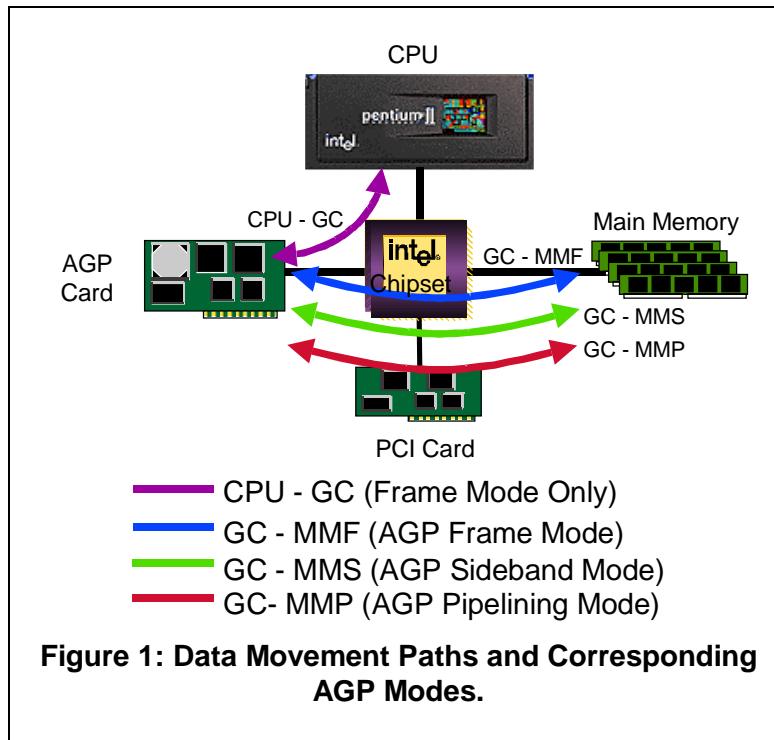 CPU
pentium II
intel
CPU - GC
Main Memory
AGP
Card
intel
Chipset
GC - MMF
GC - MMS
GC - MMP
PCI Card
CPU - GC (Frame Mode Only)
GC - MMF (AGP Frame Mode)
GC - MMS (AGP Sideband Mode)
GC- MMP (AGP Pipelining Mode)
Figure 1: Data Movement Paths and Corresponding
AGP Modes.